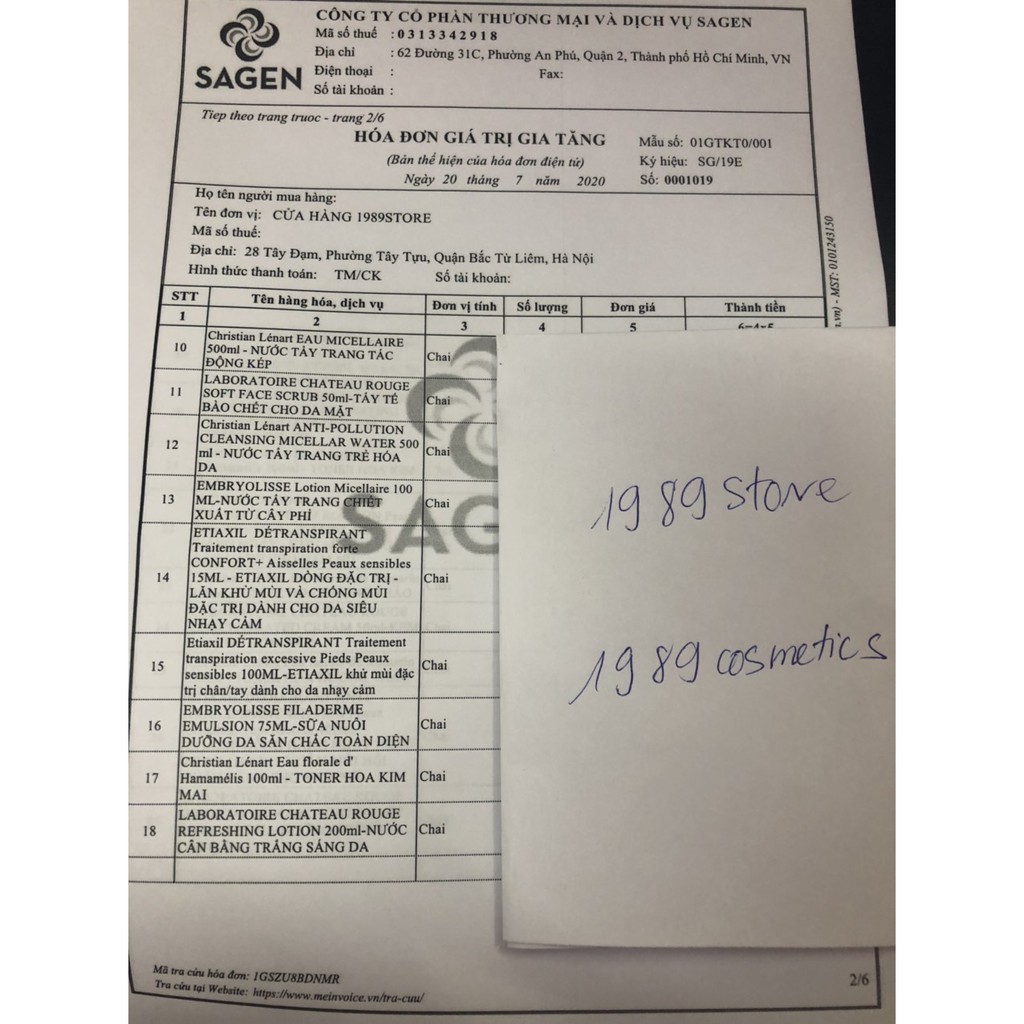 SAGEN
CÔNG TY CỔ PHẦN THƯƠNG MẠI VÀ DỊCH VỤ SAGEN
Mã số thuế : 0313342918
Địa chỉ : 62 Đường 31C, Phường An Phú, Quận 2, Thành phố Hồ Chí Minh, VN
Điện thoại : Fax:
Số tài khoản :
Tiep theo trang truoc - trang 2/6
HÓA ĐƠN GIÁ TRỊ GIA TĂNG
(Bản thể hiện của hóa đơn điện tử)
Ngày 20 tháng 7 năm 2020
Mẫu số: 01GTKT0/001
Ký hiệu: SG/19E
Số: 0001019
Họ tên người mua hàng:
Tên đơn vị: CỬA HÀNG 1989STORE
Mã số thuế:
Địa chỉ: 28 Tây Đạm, Phường Tây Tựu, Quận Bắc Từ Liêm, Hà Nội
Hình thức thanh toán: TM/CK Số tài khoản:
STT Tên hàng hóa, dịch vụ Đơn vị tính Số lượng Đơn giá Thành tiền
1 2 3 4 5 6=4x5
10 Christian Lénart EAU MICELLAIRE
500ml - NƯỚC TẨY TRANG TÁC
ĐỘNG KÉP
Chai
11 LABORATOIRE CHATEAU ROUGE
SOFT FACE SCRUB 50ml-TẨY TẾ
BÀO CHẾT CHO DA MẶT
Chai
12 Christian Lénart ANTI-POLLUTION
CLEANSING MICELLAR WATER 500
ml - NƯỚC TẨY TRANG TRẺ HÓA
DA
Chai
13 EMBRYOLISSE Lotion Micellaire 100
ML-NƯỚC TẨY TRANG CHIẾT
XUẤT TỪ CÂY PHỈ
Chai
14 ETIAXIL DÉTRANSPIRANT
Traitement transpiration forte
CONFORT+ Aisselles Peaux sensibles
15ML - ETIAXIL DÒNG ĐẶC TRỊ -
LĂN KHỬ MÙI VÀ CHỐNG MÙI
ĐẶC TRỊ DÀNH CHO DA SIÊU
NHẠY CẢM
Chai
15 Etiaxil DÉTRANSPIRANT Traitement
transpiration excessive Pieds Peaux
sensibles 100ML-ETIAXIL khử mùi đặc
trị chân/tay dành cho da nhạy cảm
Chai
16 EMBRYOLISSE FILADERME
EMULSION 75ML-SỮA NUÔI
DƯỠNG DA SĂN CHẮC TOÀN DIỆN
Chai
17 Christian Lénart Eau florale d'
Hamamélis 100ml - TONER HOA KIM
MAI
Chai
18 LABORATOIRE CHATEAU ROUGE
REFRESHING LOTION 200ml-NƯỚC
CÂN BẰNG TRẮNG SÁNG DA
Chai
SAGEN
1989 store
1989 cosmetics
.vn) - MST: 0101243150
Mã tra cứu hóa đơn: 1GSZU8BDNMR
Tra cứu tại Website: https://www.meinvoice.vn/tra-cuu/
2/6